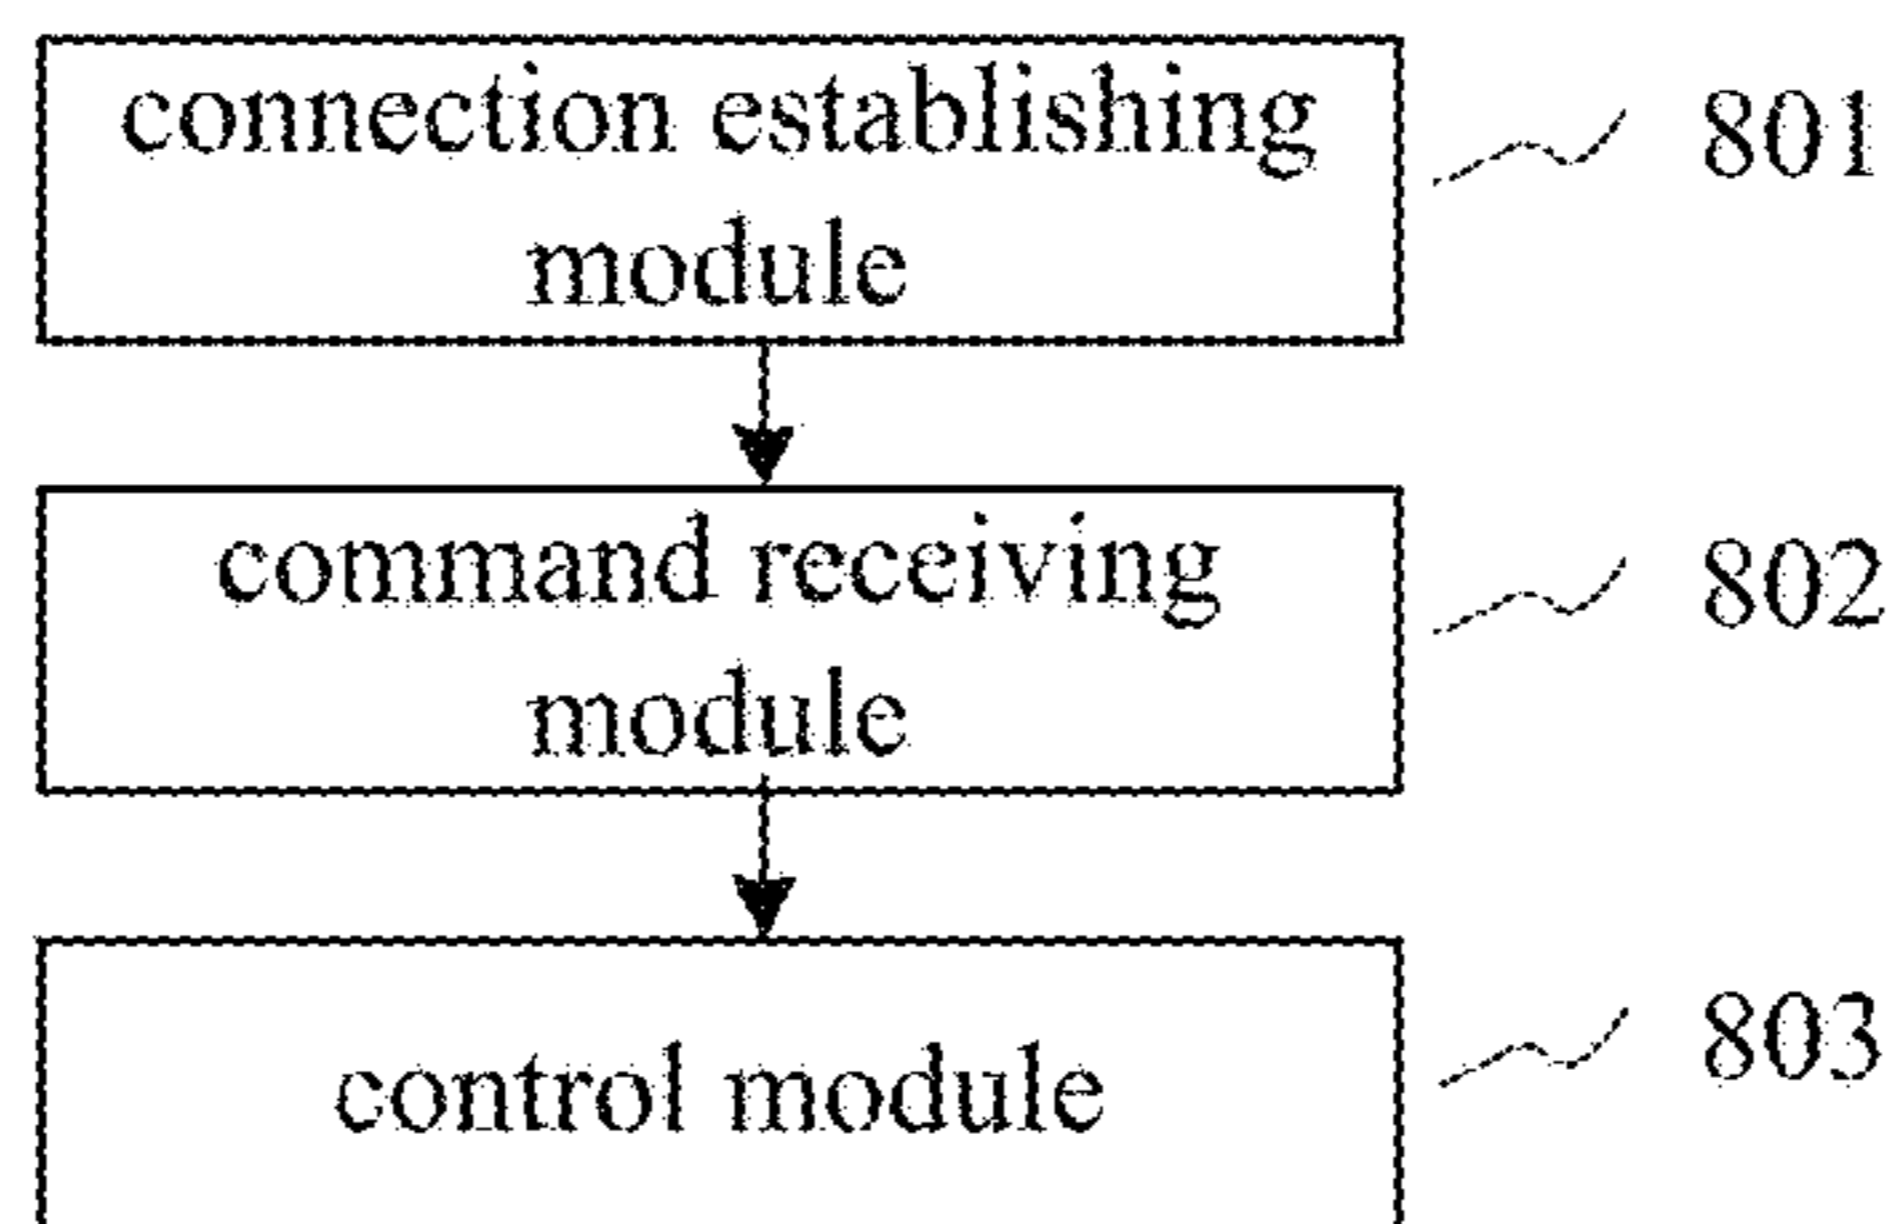 connection establishing
module
801
command receiving
module
802
control module
803